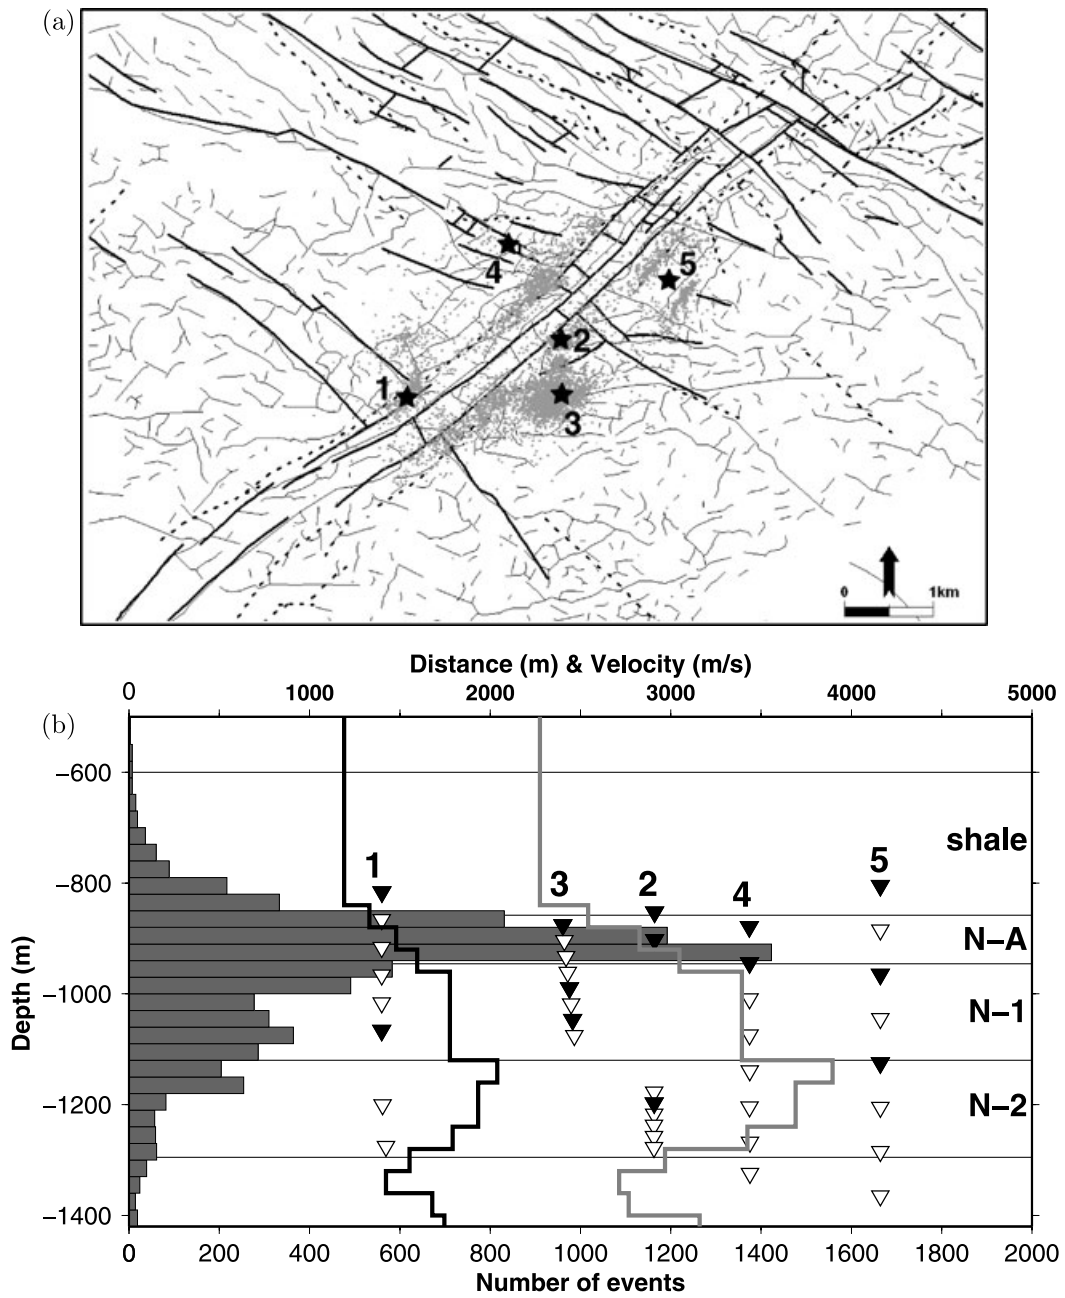 (a)
4
5
2
1
3
0 1km
Distance (m) & Velocity (m/s)
0 1000 2000 3000 4000 5000
(b)
−600
shale
−800
1 3 2 4 5
N−A
−1000
N−1
Depth (m)
−1200
N−2
−1400
0 200 400 600 800 1000 1200 1400 1600 1800 2000
Number of events